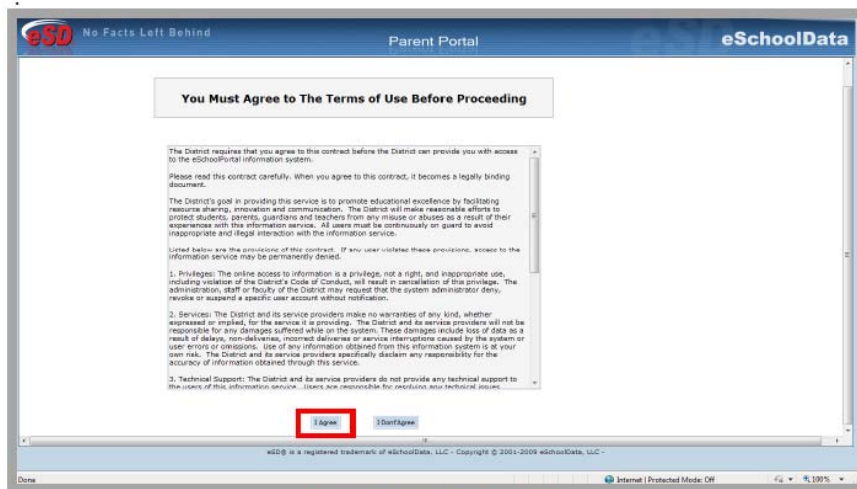 eSD No Facts Left Behind
Parent Portal
eSchoolData
You Must Agree to The Terms of Use Before Proceeding
The District requires that you agree to this contract before the District can provide you with access
to the eSchoolPortal information system.
Please read this contract carefully. When you agree to this contract, it becomes a legally binding
document.
The District's goal in providing this service is to promote educational excellence by facilitating
resource sharing, innovation and communication. The District will make reasonable efforts to
protect students, parents, guardians and teachers from any misuse or abuses as a result of their
experiences with this information service. All users must be continuously on guard to avoid
inappropriate and illegal interaction with the information service.
Listed below are the provisions of this contract. If any user violates these provisions, access to the
information service may be permanently denied.
1. Privileges: The online access to information is a privilege, not a right, and inappropriate use,
including violation of the District's Code of Conduct, will result in cancellation of this privilege. The
administration, staff or faculty of the District may request that the system administrator deny,
revoke or suspend a specific user account without notification.
2. Services: The District and its service providers make no warranties of any kind, whether
expressed or implied, for the service it is providing. The District and its service providers will not be
responsible for any damages suffered while on the system. These damages include loss of data as a
result of delays, non-deliveries, incorrect deliveries or service interruptions caused by the system or
user errors or omissions. Use of any information obtained from this information system is at your
own risk. The District and its service providers specifically disclaim any responsibility for the
accuracy of information obtained through this service.
3. Technical Support: The District and its service providers do not provide any technical support to
the users of this information service. Users are responsible for resolving any technical issues
I Agree
I Don't Agree
eSD® is a registered trademark of eSchoolData, LLC - Copyright © 2001-2009 eSchoolData, LLC -
Done
Internet | Protected Mode: Off
100%